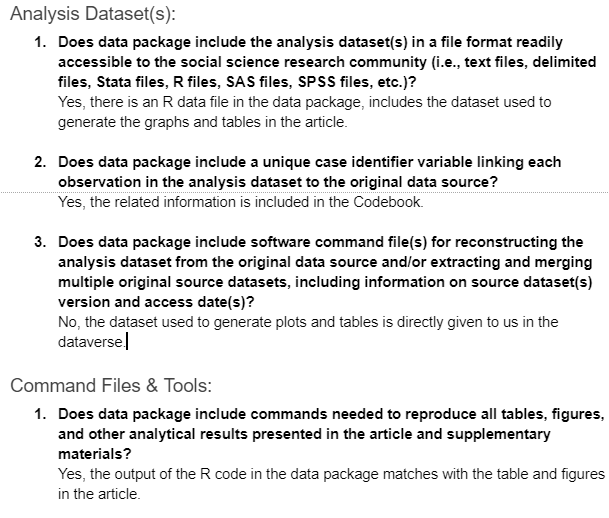 Analysis Dataset(s):
1. Does data package include the analysis dataset(s) in a file format readily
accessible to the social science research community (i.e., text files, delimited
files, Stata files, R files, SAS files, SPSS files, etc.)?
Yes, there is an R data file in the data package, includes the dataset used to
generate the graphs and tables in the article.
2. Does data package include a unique case identifier variable linking each
observation in the analysis dataset to the original data source?
Yes, the related information is included in the Codebook.
3. Does data package include software command file(s) for reconstructing the
analysis dataset from the original data source and/or extracting and merging
multiple original source datasets, including information on source dataset(s)
version and access date(s)?
No, the dataset used to generate plots and tables is directly given to us in the
dataverse.
Command Files & Tools:
1. Does data package include commands needed to reproduce all tables, figures,
and other analytical results presented in the article and supplementary
materials?
Yes, the output of the R code in the data package matches with the table and figures
in the article.